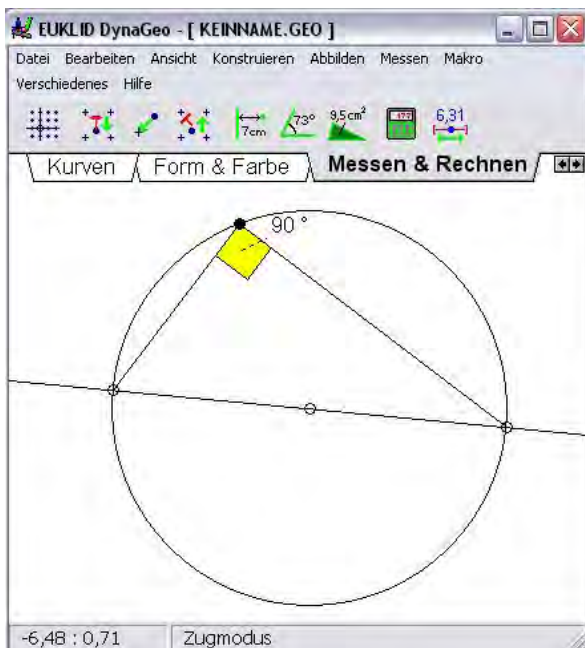 EUKLID DynaGeo - [ KEINNAME.GEO ]
Datei Bearbeiten Ansicht Konstruieren Abbilden Messen Makro
Verschiedenes Hilfe
7cm 73° 9,5cm² 6,31
Kurven Form & Farbe Messen & Rechnen
90 °
-6,48 : 0,71 Zugmodus